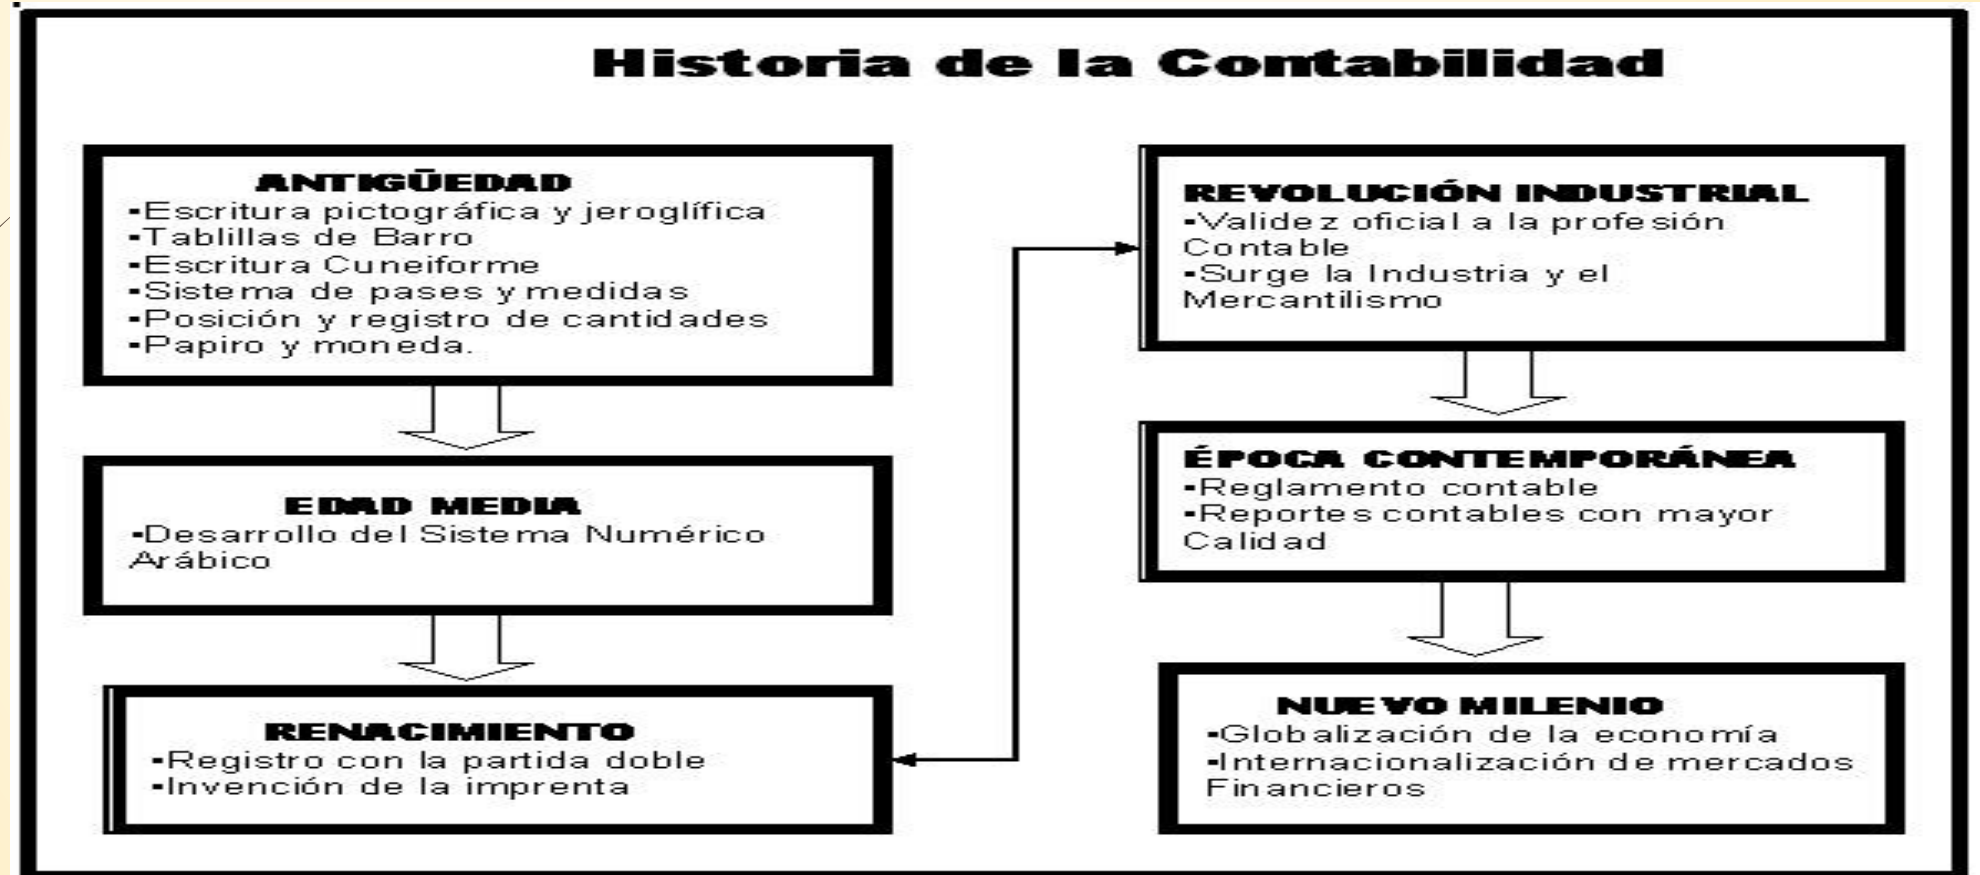 Historia de la Contabilidad
ANTIGÜEDAD
▪Escritura pictográfica y jeroglífica
▪Tablillas de Barro
▪Escritura Cuneiforme
▪Sistema de pases y medidas
▪Posición y registro de cantidades
▪Papiro y moneda.
EDAD MEDIA
▪Desarrollo del Sistema Numérico
Arábico
RENACIMIENTO
▪Registro con la partida doble
▪Invención de la imprenta
REVOLUCIÓN INDUSTRIAL
▪Validez oficial a la profesión
Contable
▪Surge la Industria y el
Mercantilismo
ÉPOCA CONTEMPORÁNEA
▪Reglamento contable
▪Reportes contables con mayor
Calidad
NUEVO MILENIO
▪Globalización de la economía
▪Internacionalización de mercados
Financieros